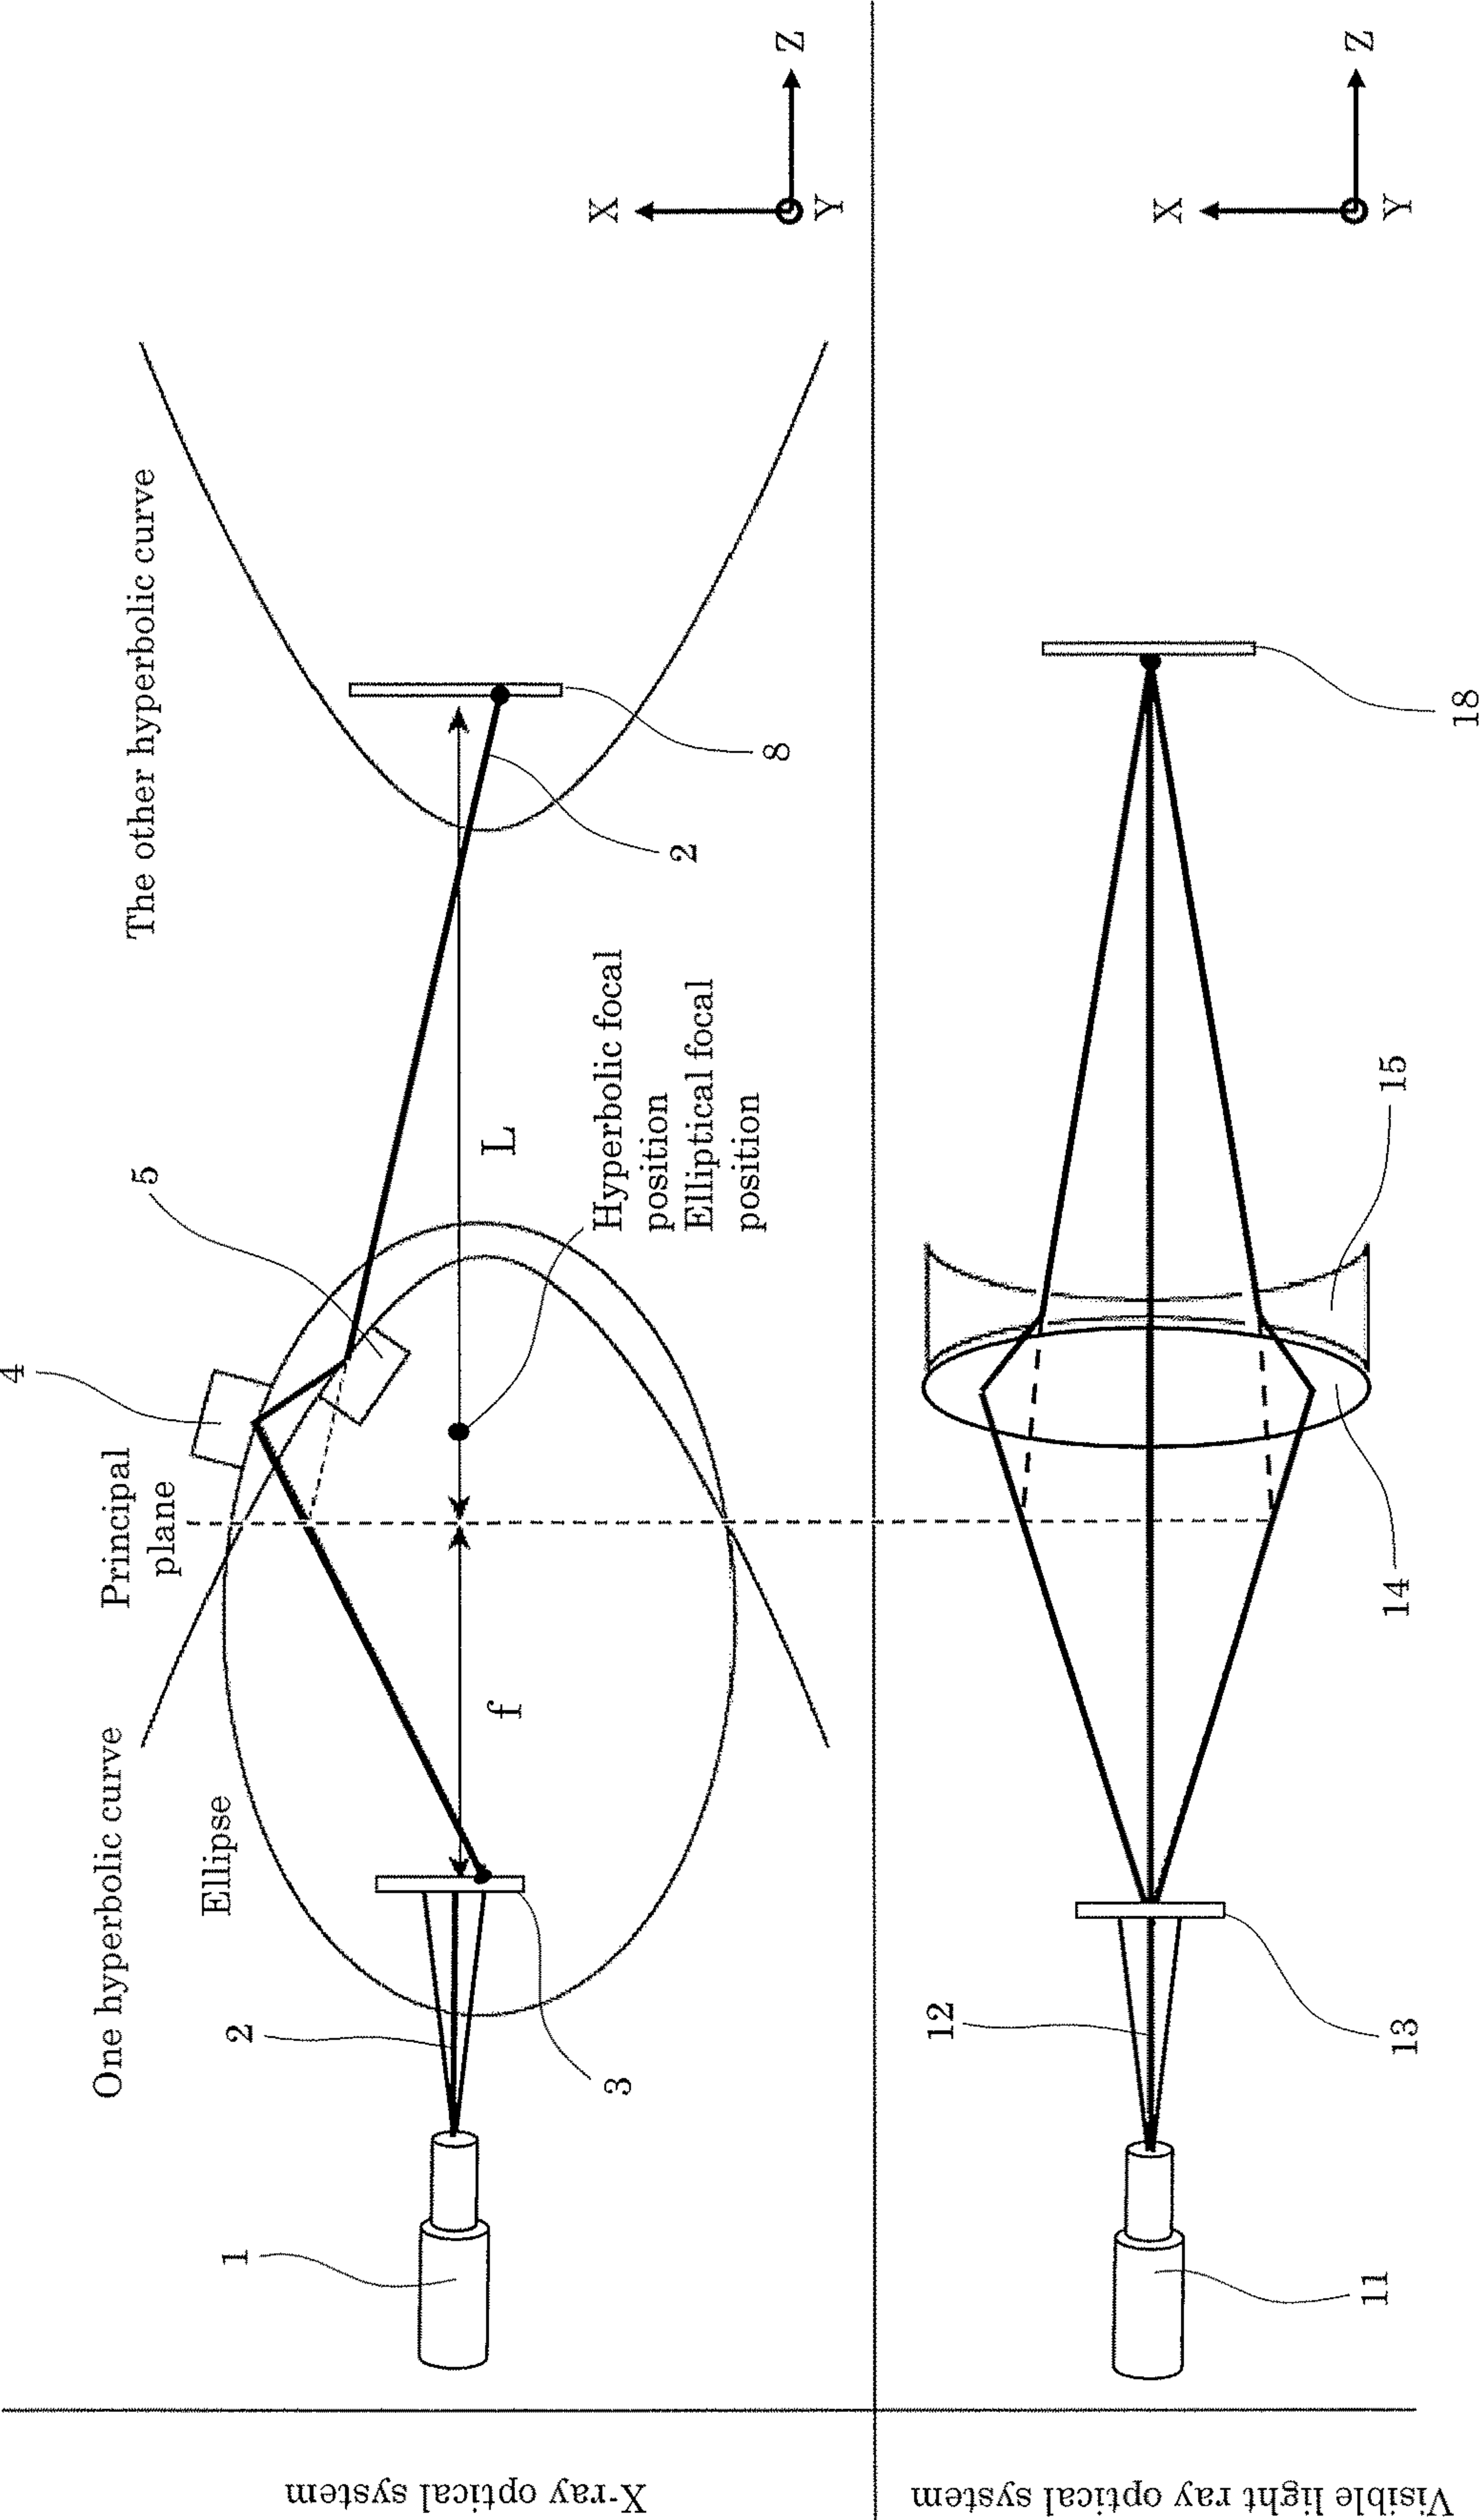 X-ray optical system
One hyperbolic curve
The other hyperbolic curve
Ellipse
Principal
plane
4
5
1
2
3
f
L
Hyperbolic focal
position
Elliptical focal
position
2
8
X
Y
Z
Visible light ray optical system
11
12
13
14
15
18
X
Y
Z